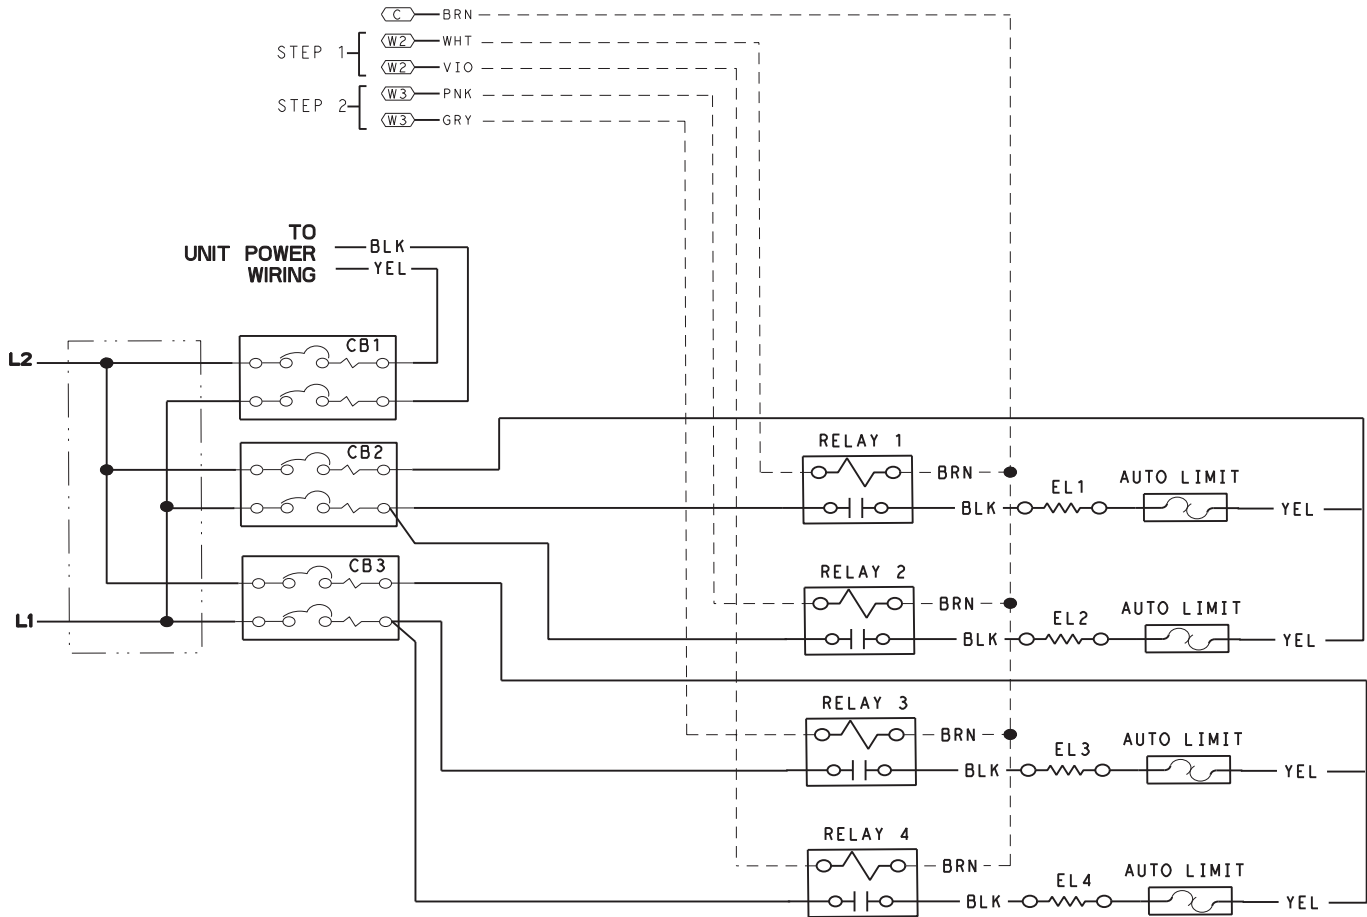 C BRN
STEP 1 W2 WHT
W2 VIO
STEP 2 W3 PNK
W3 GRY
TO
UNIT POWER
WIRING
BLK
YEL
L2
CB1
CB2
CB3
L1
RELAY 1
BRN
BLK
EL1
AUTO LIMIT
YEL
RELAY 2
BRN
BLK
EL2
AUTO LIMIT
YEL
RELAY 3
BRN
BLK
EL3
AUTO LIMIT
YEL
RELAY 4
BRN
BLK
EL4
AUTO LIMIT
YEL